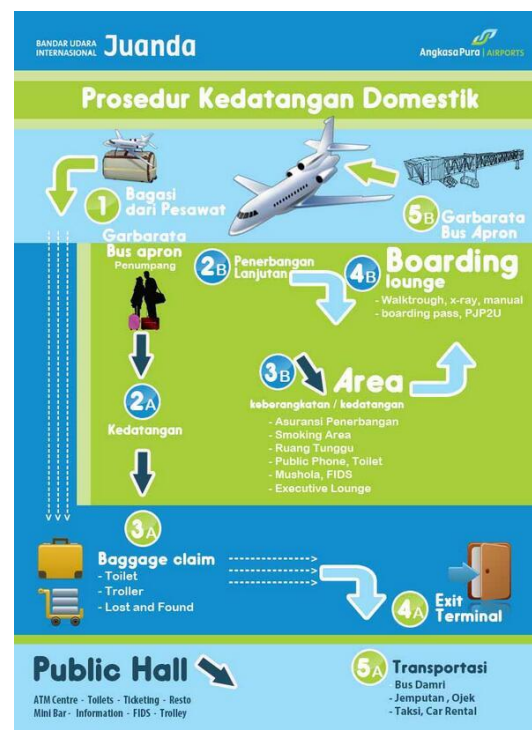 BANDAR UDARA
INTERNASIONAL Juanda
AngkasaPura | AIRPORTS
Prosedur Kedatangan Domestik
1 Bagasi
dari Pesawat
5B Garbarata
Bus Apron
Garbarata
Bus apron
Penumpang
2B Penerbangan
Lanjutan
4B Boarding
lounge
- Walktrough, x-ray, manual
- boarding pass, PJP2U
3B Area
keberangkatan / kedatangan
- Asuransi Penerbangan
- Smoking Area
- Ruang Tunggu
- Public Phone, Toilet
- Mushola, FIDS
- Executive Lounge
2A
Kedatangan
3A
Baggage claim
- Toilet
- Troller
- Lost and Found
4A Exit
Terminal
Public Hall
ATM Centre - Toilets - Ticketing - Resto
Mini Bar - Information - FIDS - Trolley
5A Transportasi
- Bus Damri
- Jemputan , Ojek
- Taksi, Car Rental